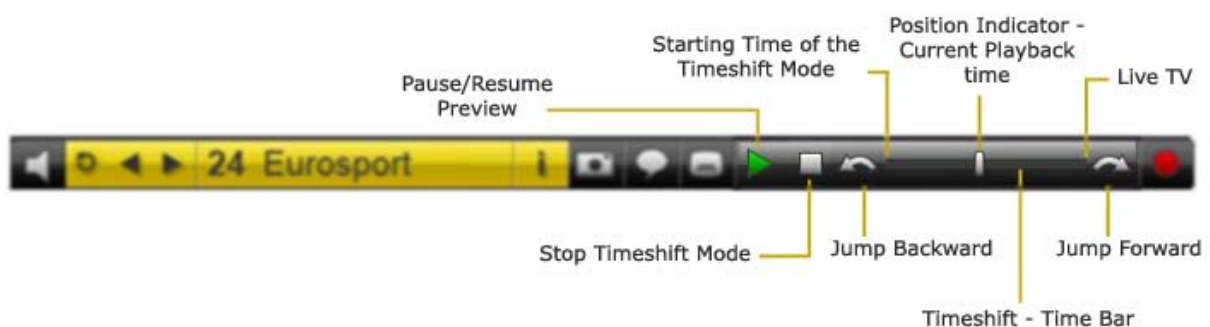 Position Indicator -
Current Playback
time
Starting Time of the
Timeshift Mode
Live TV
Pause/Resume
Preview
24 Eurosport i
Stop Timeshift Mode
Jump Backward
Jump Forward
Timeshift - Time Bar